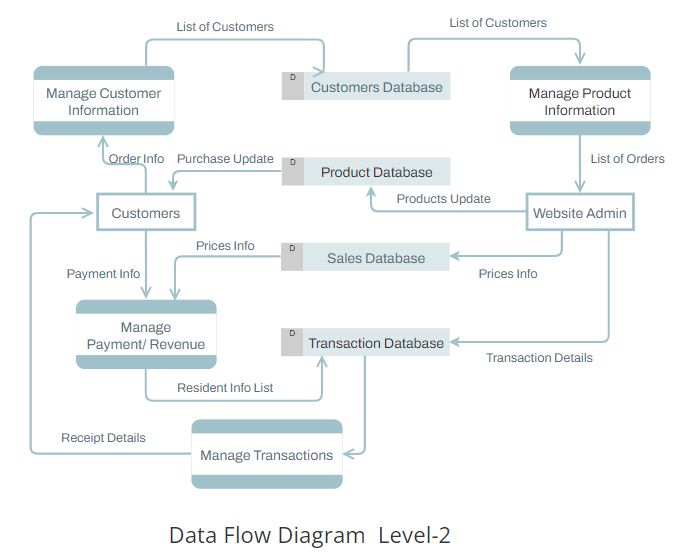 List of Customers
List of Customers
Manage Customer
Information
D
Customers Database
Manage Product
Information
Order Info
Purchase Update
D
Product Database
List of Orders
Products Update
Customers
Website Admin
Payment Info
Prices Info
D
Sales Database
Prices Info
Manage
Payment/ Revenue
D
Transaction Database
Transaction Details
Resident Info List
Receipt Details
Manage Transactions
Data Flow Diagram Level-2